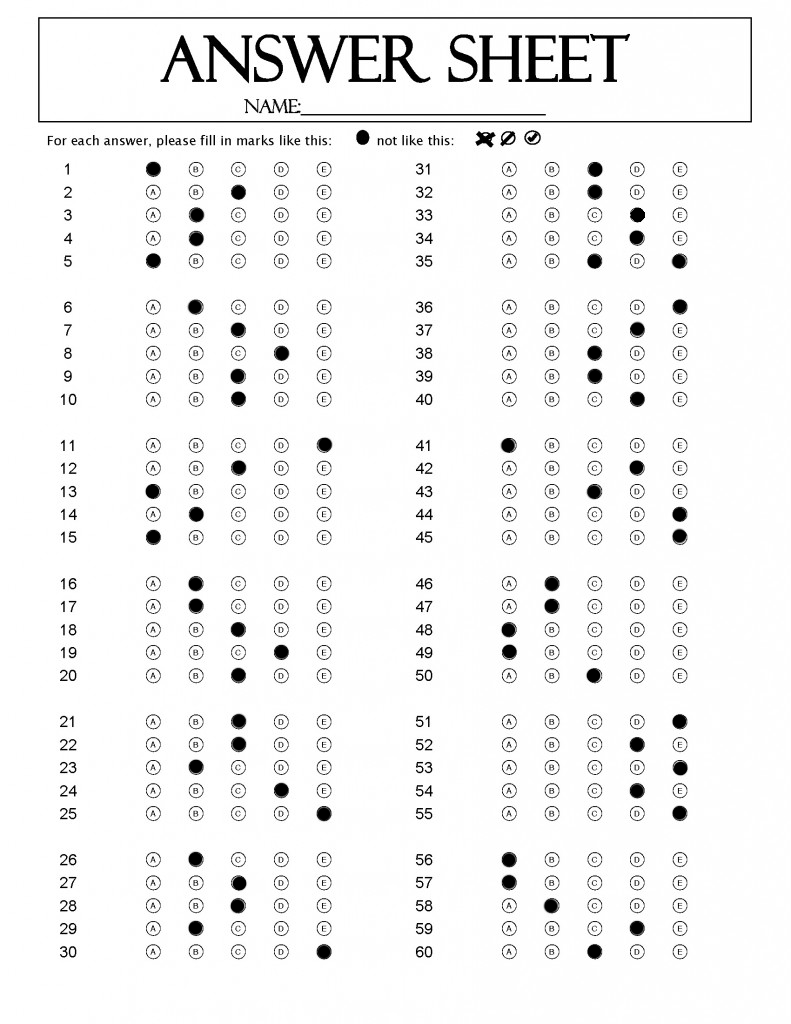 ANSWER SHEET
NAME:
For each answer, please fill in marks like this: not like this:
1 B C D E 31 A B D E
2 A B D E 32 A B D E
3 A C D E 33 A B C E
4 A C D E 34 A B C E
5 B C D E 35 A B D
6 A C D E 36 A B C D
7 A B D E 37 A B C E
8 A B C E 38 A B D E
9 A B D E 39 A B D E
10 A B D E 40 A B C E
11 A B C D 41 B C D E
12 A B D E 42 A B C E
13 B C D E 43 A B D E
14 A C D E 44 A B C D
15 B C D E 45 A B C D
16 A C D E 46 A C D E
17 A C D E 47 A C D E
18 A B D E 48 B C D E
19 A B C E 49 B C D E
20 A B D E 50 A B D E
21 A B D E 51 A B C D
22 A B D E 52 A B C E
23 A C D E 53 A B C D
24 A B C E 54 A B C E
25 A B C D 55 A B C D
26 A C D E 56 B C D E
27 A B D E 57 B C D E
28 A B D E 58 A C D E
29 A C D E 59 A B C E
30 A B C D 60 A B D E